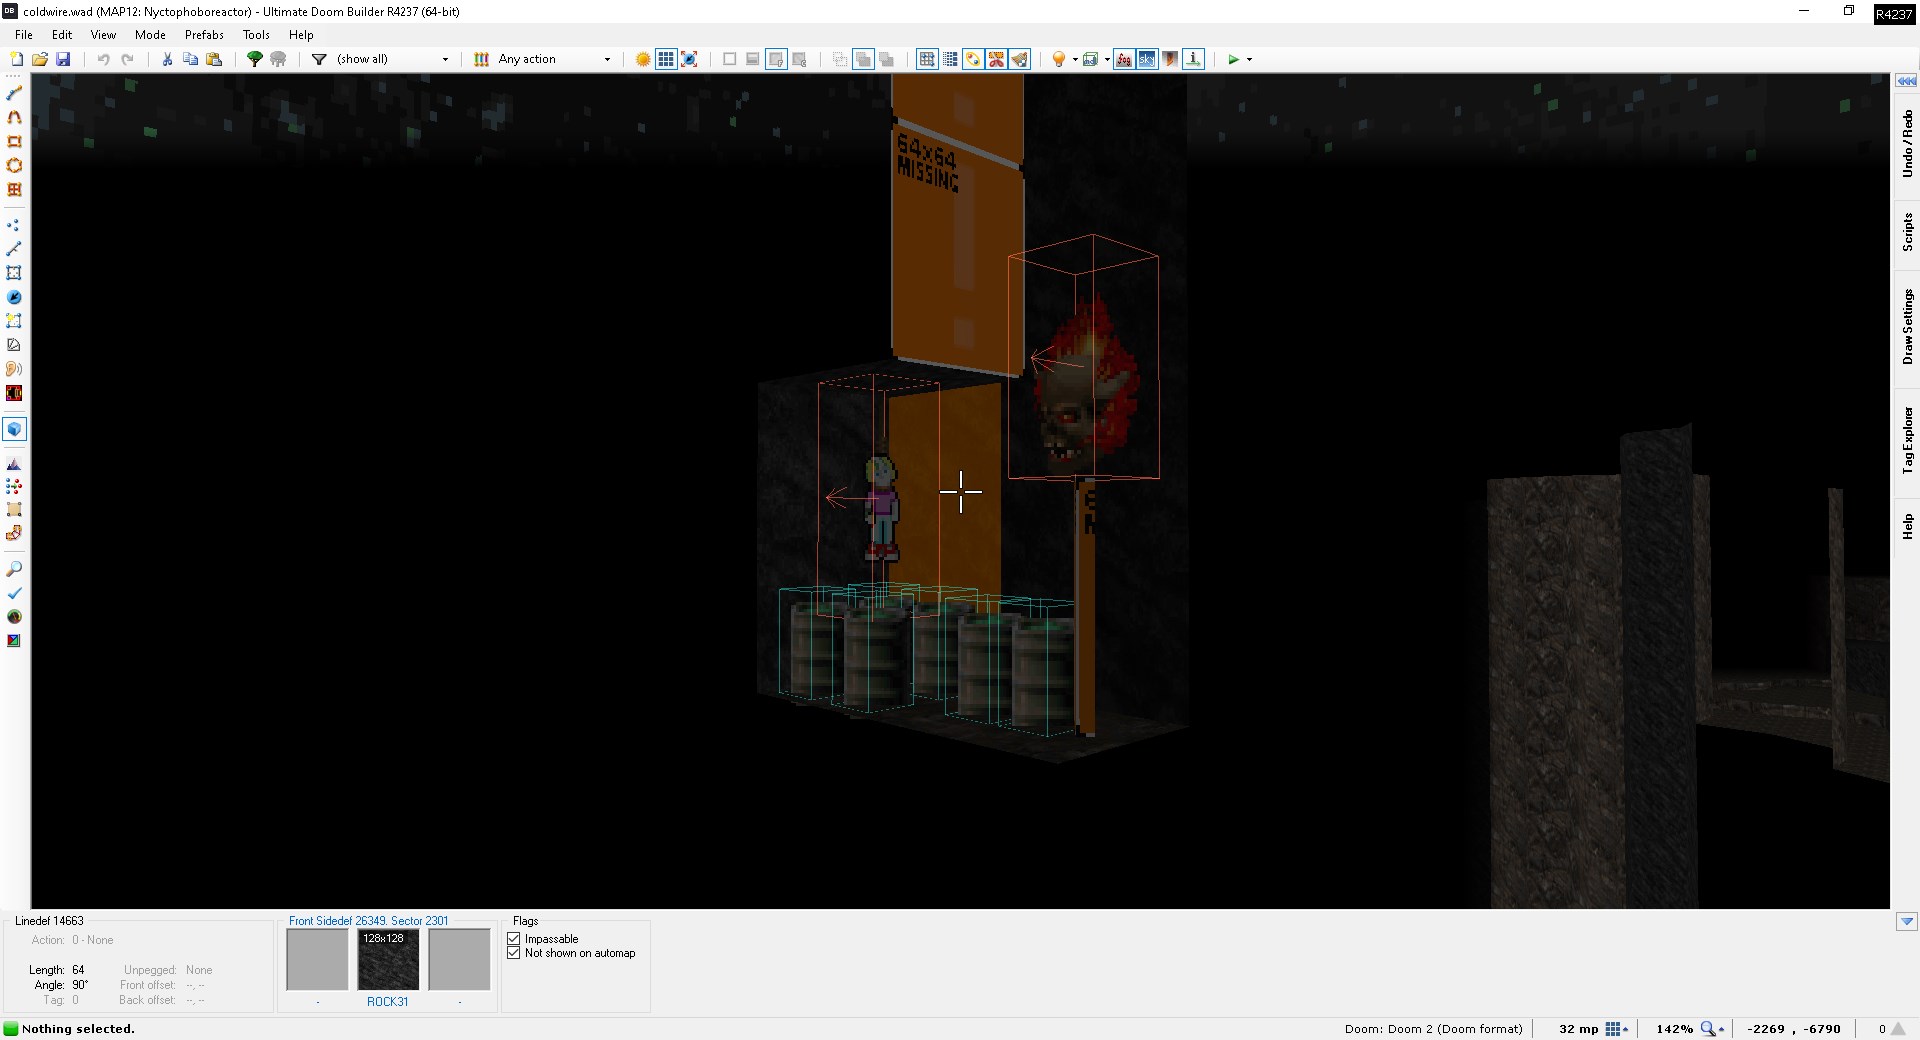 DB coldwire.wad (MAP12: Nyctophoboreactor) - Ultimate Doom Builder R4237 (64-bit)
R4237
File Edit View Mode Prefabs Tools Help
(show all) Any action
fog sky
64x64
MISSING
Undo / Redo
Scripts
Draw Settings
Tag Explorer
Help
Linedef 14663
Action: 0 - None
Length: 64 Unpegged: None
Angle: 90° Front offset: --, --
Tag: 0 Back offset: --, --
Front Sidedef 26349. Sector 2301
128x128
- ROCK31 -
Flags
Impassable
Not shown on automap
Nothing selected.
Doom: Doom 2 (Doom format) 32 mp 142% -2269 , -6790 0